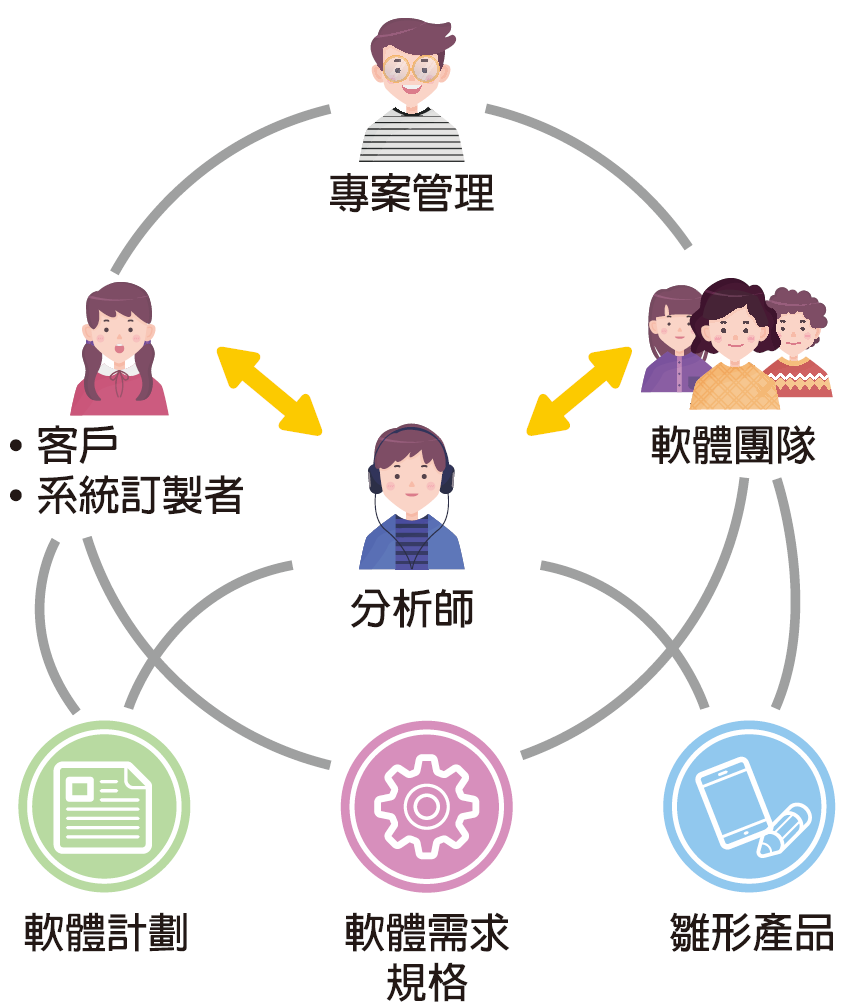 專案管理
• 客戶
• 系統訂製者
軟體團隊
分析師
軟體計劃
軟體需求
規格
雛形產品